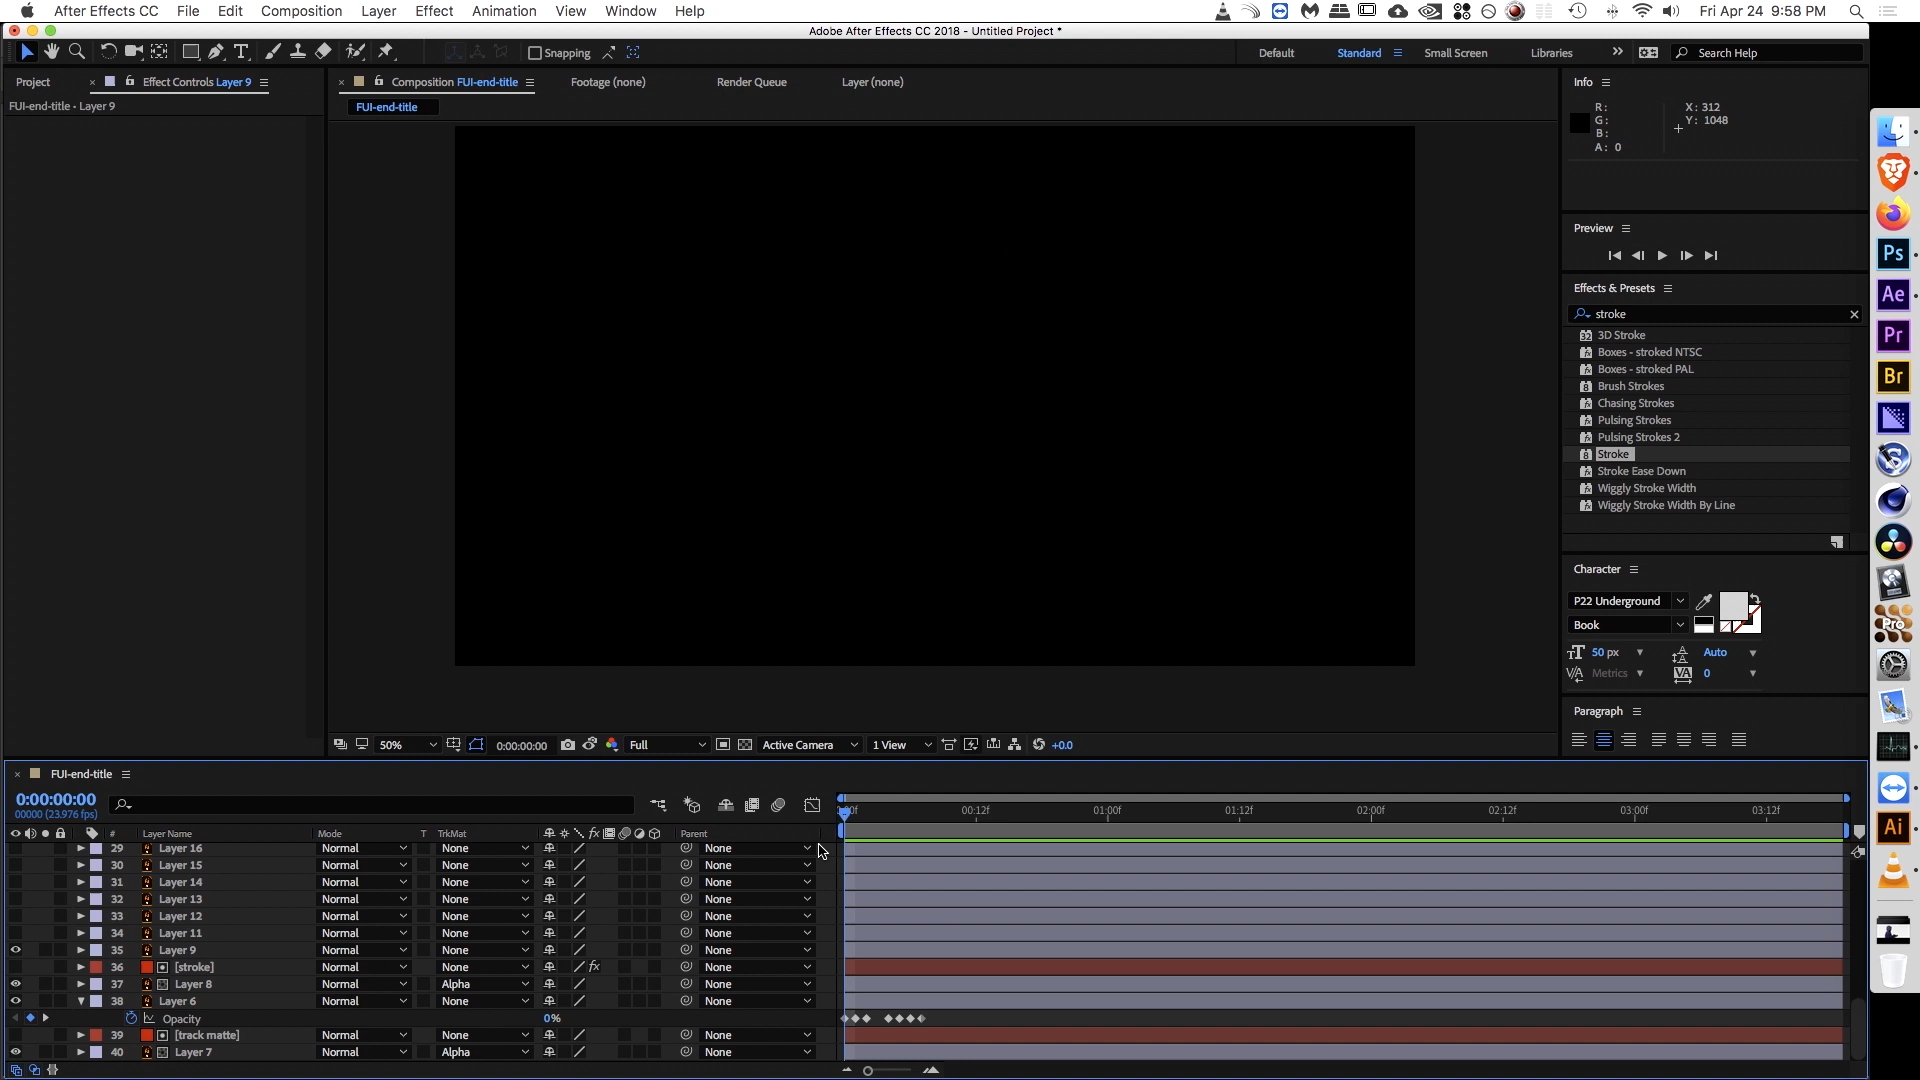 After Effects CC File Edit Composition Layer Effect Animation View Window Help Fri Apr 24 9:58 PM
Adobe After Effects CC 2018 - Untitled Project *
Snapping Default Standard Small Screen Libraries Search Help
Project Effect Controls Layer 9 Composition FUI-end-title Footage (none) Render Queue Layer (none) Info
FUI-end-title • Layer 9 FUI-end-title
R: X: 312
G: Y: 1048
B:
A: 0
Preview
Effects & Presets
stroke
3D Stroke
Boxes - stroked NTSC
Boxes - stroked PAL
Brush Strokes
Chasing Strokes
Pulsing Strokes
Pulsing Strokes 2
Stroke
Stroke Ease Down
Wiggly Stroke Width
Wiggly Stroke Width By Line
Character
P22 Underground
Book
50 px Auto
Metrics 0
Paragraph
50% 0:00:00:00 Full Active Camera 1 View +0.0
FUI-end-title
0:00:00:00
00000 (23.976 fps)
00:12f 01:00f 01:12f 02:00f 02:12f 03:00f 03:12f
# Layer Name Mode T TrkMat Parent
29 Layer 16 Normal None None
30 Layer 15 Normal None None
31 Layer 14 Normal None None
32 Layer 13 Normal None None
33 Layer 12 Normal None None
34 Layer 11 Normal None None
35 Layer 9 Normal None None
36 [stroke] Normal None fx None
37 Layer 8 Normal Alpha None
38 Layer 6 Normal None None
Opacity 0%
39 [track matte] Normal None None
40 Layer 7 Normal Alpha None
Ps
Ae
Pr
Br
Pro
Ai